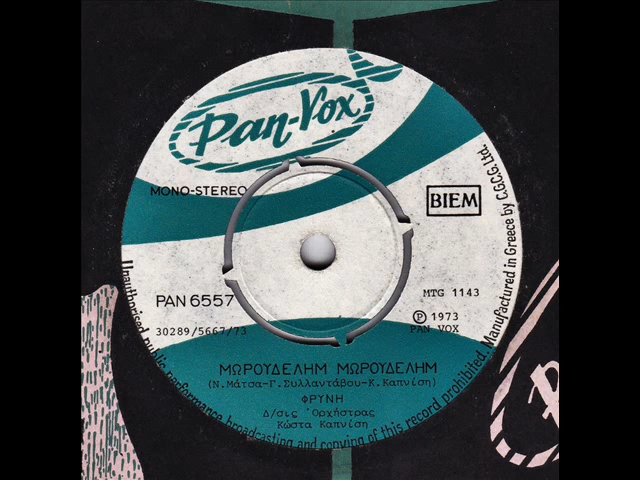 Pan-Vox
MONO-STEREO
BIEM
PAN 6557
MTG 1143
30289/5667/73
Ⓟ 1973
PAN VOX
ΜΩΡΟΥΔΕΛΗΜ ΜΩΡΟΥΔΕΛΗΜ
(Ν.Μάτσα-Γ.Συλλαντάβου-Κ.Καπνίση)
ΦΡΥΝΗ
Δ/σις Ὀρχήστρας
Κώστα Καπνίση
Unauthorised public performance broadcasting and copying of this record prohibited. Manufactured in Greece by C.G.C.G. Ltd.